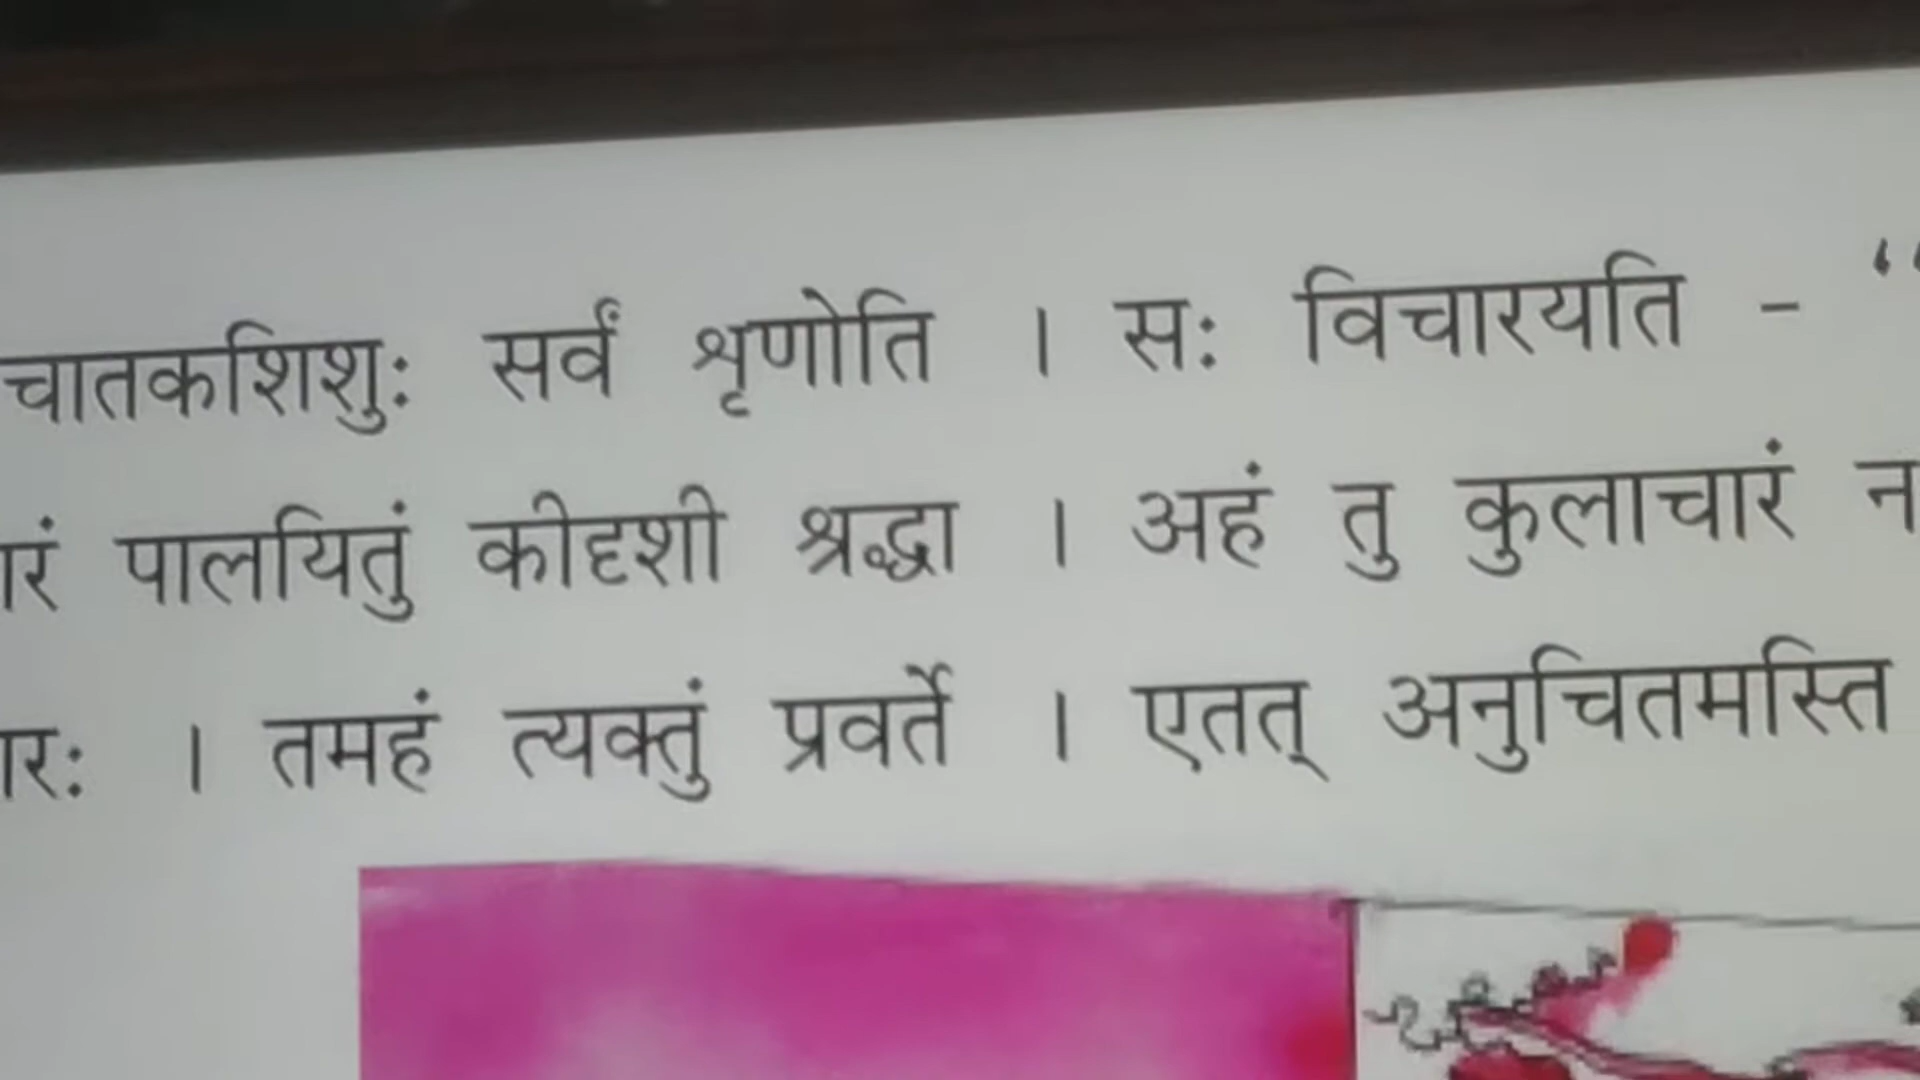 चातकशिशुः सर्वं शृणोति । सः विचारयति - “
रं पालयितुं कीदृशी श्रद्धा । अहं तु कुलाचारं न
रः । तमहं त्यक्तुं प्रवर्ते । एतत् अनुचितमस्ति